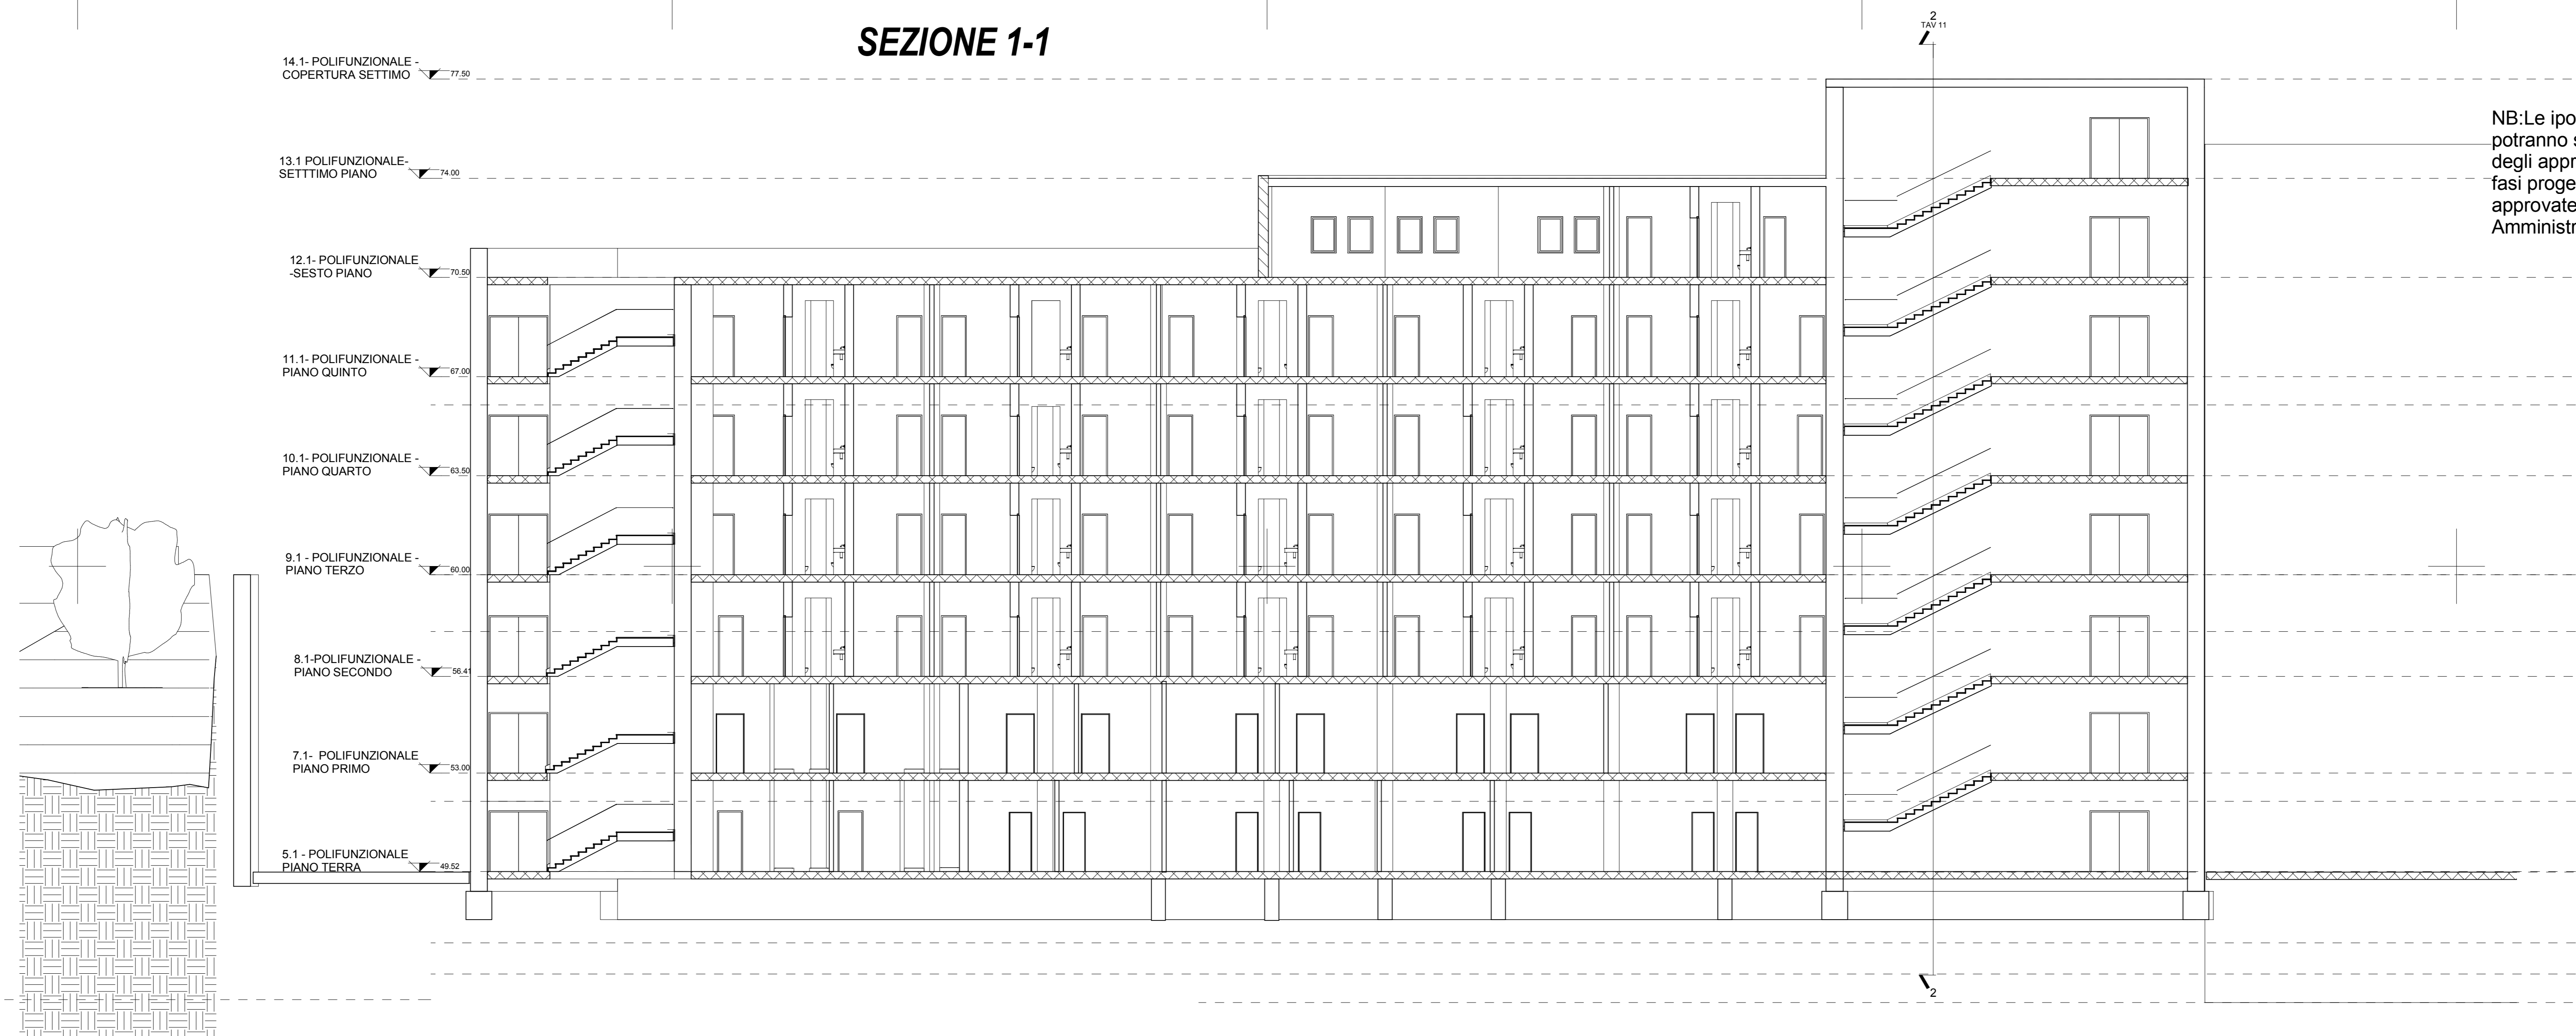 SEZIONE 1-1
2
TAV 11
14.1- POLIFUNZIONALE -
COPERTURA SETTIMO
77.50
NB:Le ipo
potranno s
degli appr
fasi proge
approvate
Amministr
13.1 POLIFUNZIONALE-
SETTTIMO PIANO
74.00
12.1- POLIFUNZIONALE
-SESTO PIANO
70.50
11.1- POLIFUNZIONALE -
PIANO QUINTO
67.00
10.1- POLIFUNZIONALE -
PIANO QUARTO
63.50
9.1 - POLIFUNZIONALE -
PIANO TERZO
60.00
8.1-POLIFUNZIONALE -
PIANO SECONDO
56.41
7.1- POLIFUNZIONALE
PIANO PRIMO
53.00
5.1 - POLIFUNZIONALE
PIANO TERRA
49.52
2